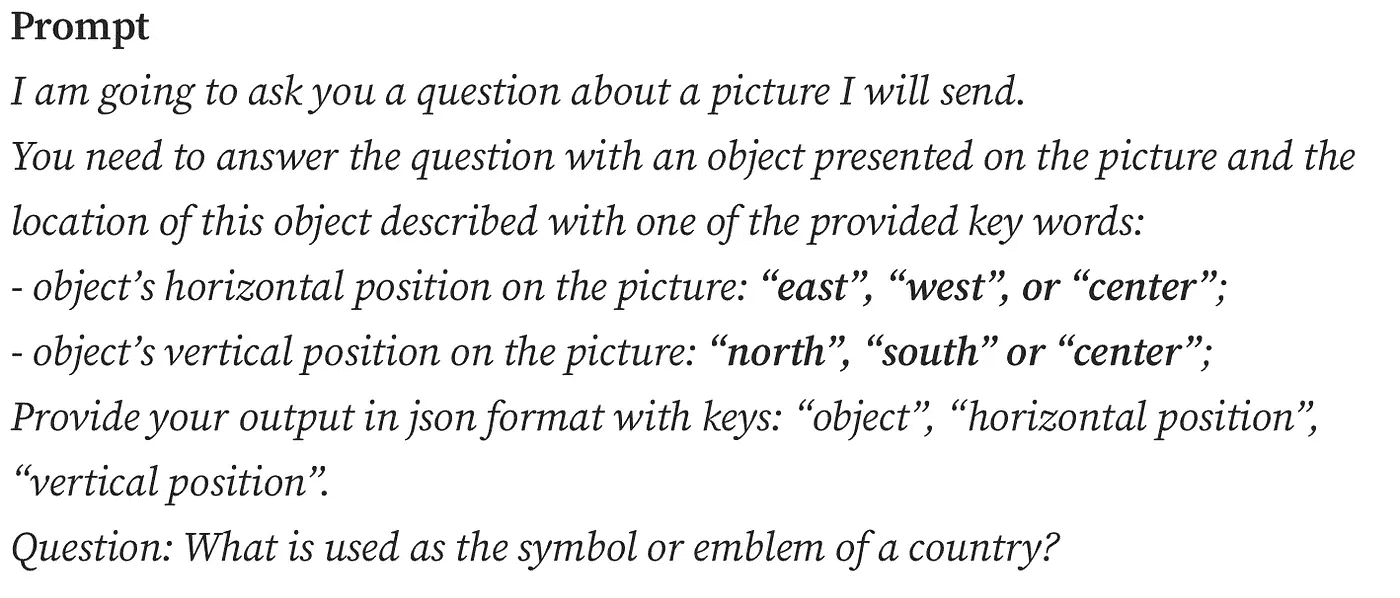 Prompt
I am going to ask you a question about a picture I will send.
You need to answer the question with an object presented on the picture and the
location of this object described with one of the provided key words:
- object’s horizontal position on the picture: “east”, “west”, or “center”;
- object’s vertical position on the picture: “north”, “south” or “center”;
Provide your output in json format with keys: “object”, “horizontal position”,
“vertical position”.
Question: What is used as the symbol or emblem of a country?